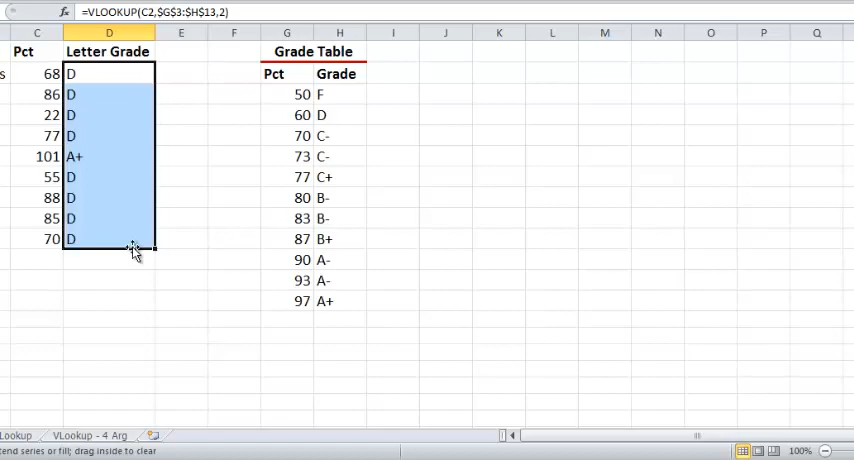 fx =VLOOKUP(C2,$G$3:$H$13,2)
C D E F G H I J K L M N O P Q
Pct Letter Grade Grade Table
s 68 D Pct Grade
86 D 50 F
22 D 60 D
77 D 70 C-
101 A+ 73 C-
55 D 77 C+
88 D 80 B-
85 D 83 B-
70 D 87 B+
90 A-
93 A-
97 A+
Lookup VLookup - 4 Arg
tend series or fill; drag inside to clear 100%